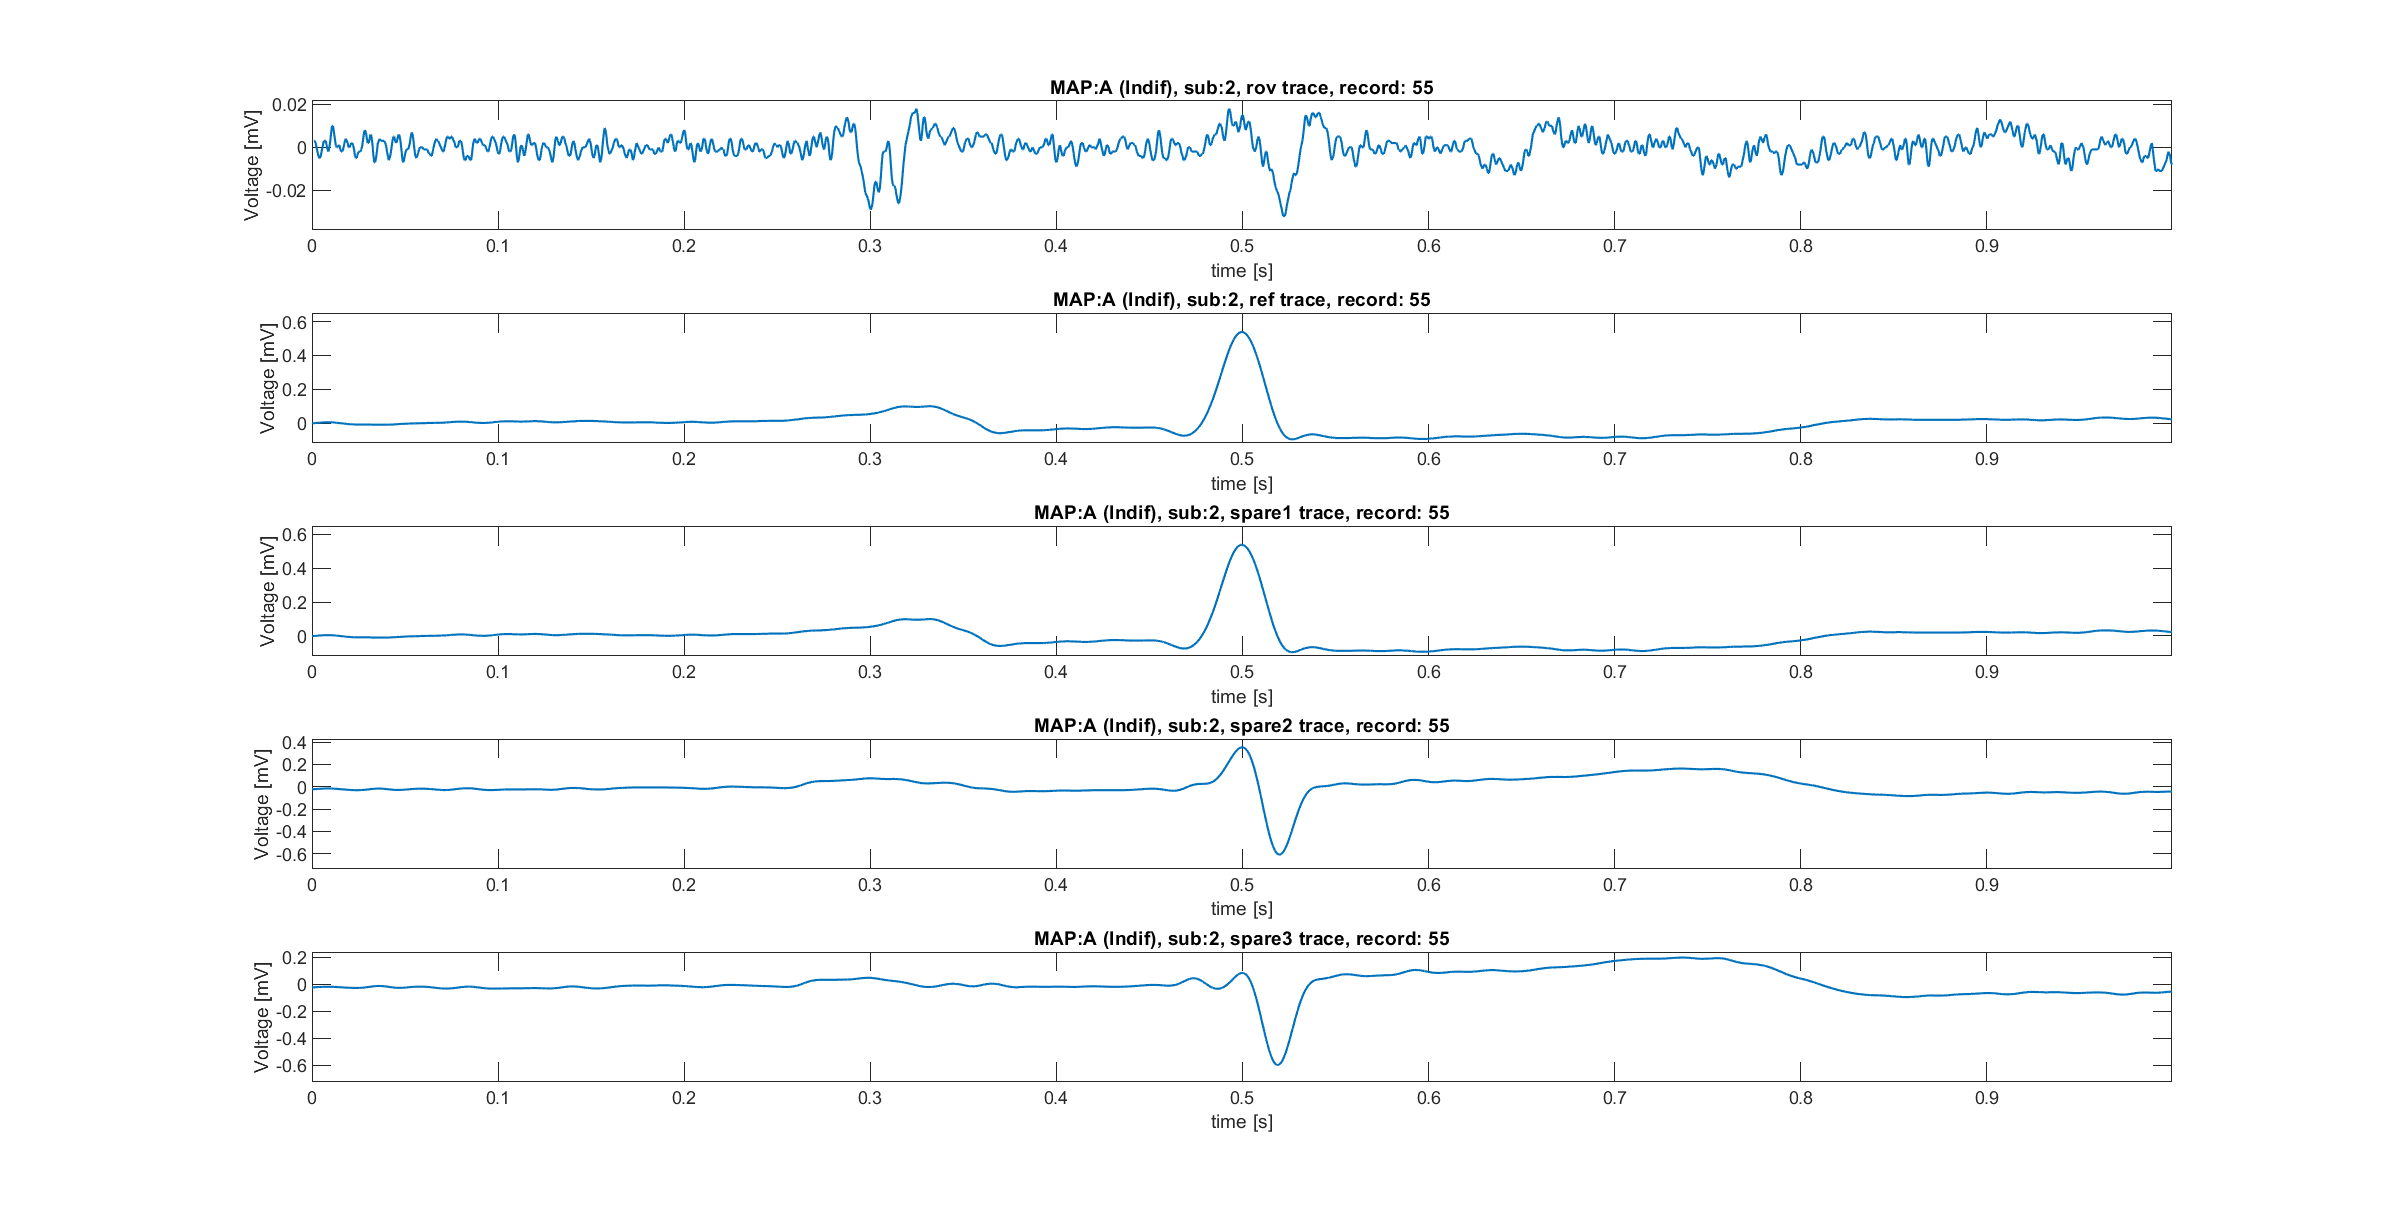 MAP:A (Indif), sub:2, rov trace, record: 55
Voltage [mV]
0.02
0
-0.02
0 0.1 0.2 0.3 0.4 0.5 0.6 0.7 0.8 0.9
time [s]
MAP:A (Indif), sub:2, ref trace, record: 55
Voltage [mV]
0.6
0.4
0.2
0
0 0.1 0.2 0.3 0.4 0.5 0.6 0.7 0.8 0.9
time [s]
MAP:A (Indif), sub:2, spare1 trace, record: 55
Voltage [mV]
0.6
0.4
0.2
0
0 0.1 0.2 0.3 0.4 0.5 0.6 0.7 0.8 0.9
time [s]
MAP:A (Indif), sub:2, spare2 trace, record: 55
Voltage [mV]
0.4
0.2
0
-0.2
-0.4
-0.6
0 0.1 0.2 0.3 0.4 0.5 0.6 0.7 0.8 0.9
time [s]
MAP:A (Indif), sub:2, spare3 trace, record: 55
Voltage [mV]
0.2
0
-0.2
-0.4
-0.6
0 0.1 0.2 0.3 0.4 0.5 0.6 0.7 0.8 0.9
time [s]